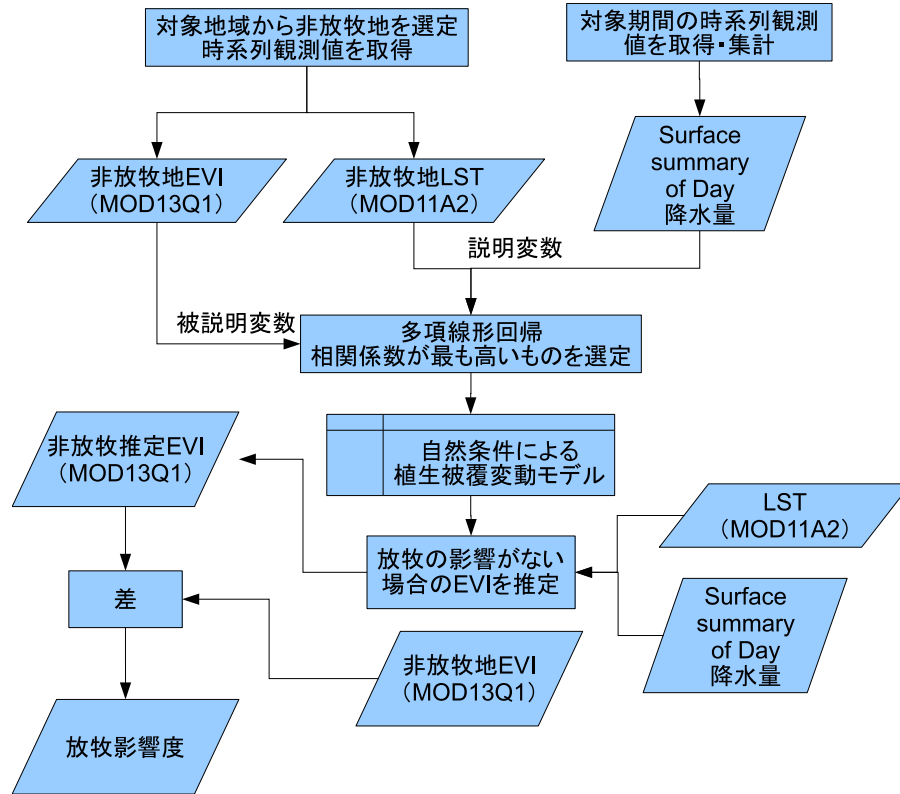 対象地域から非放牧地を選定
時系列観測値を取得
対象期間の時系列観測
値を取得・集計
非放牧地EVI
(MOD13Q1)
非放牧地LST
(MOD11A2)
Surface
summary
of Day
降水量
説明変数
被説明変数
多項線形回帰
相関係数が最も高いものを選定
自然条件による
植生被覆変動モデル
非放牧推定EVI
(MOD13Q1)
放牧の影響がない
場合のEVIを推定
LST
(MOD11A2)
Surface
summary
of Day
降水量
差
非放牧地EVI
(MOD13Q1)
放牧影響度